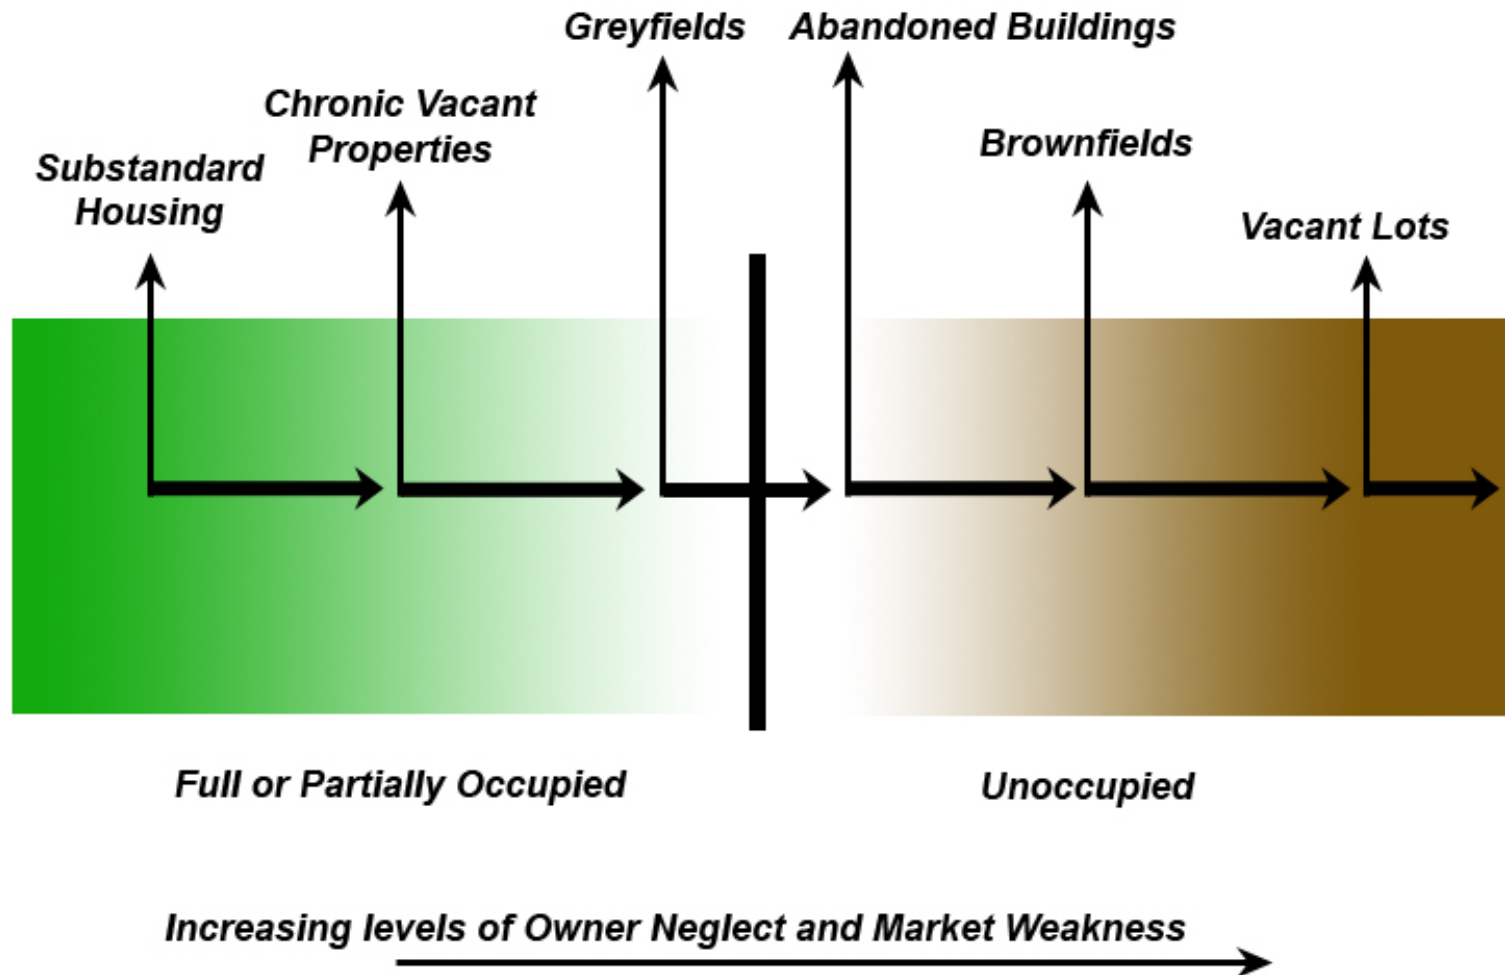 Greyfields
Abandoned Buildings
Chronic Vacant
Properties
Brownfields
Substandard
Housing
Vacant Lots
Full or Partially Occupied
Unoccupied
Increasing levels of Owner Neglect and Market Weakness